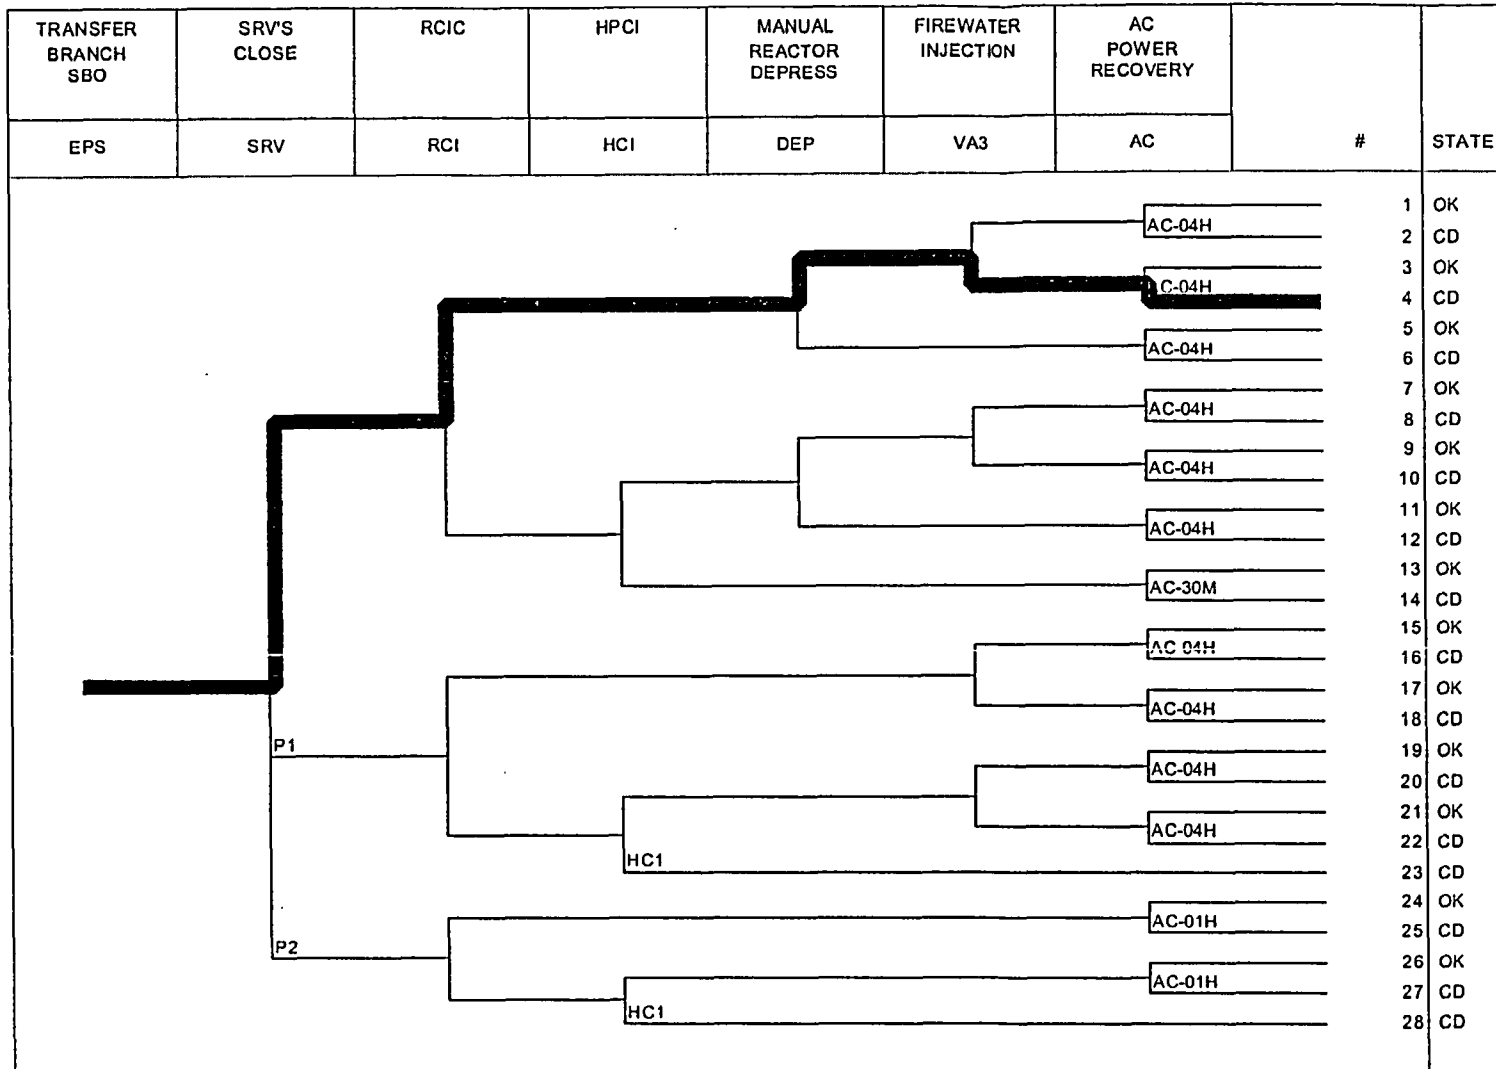 TRANSFER BRANCH SBO
SRV'S CLOSE
RCIC
HPCI
MANUAL REACTOR DEPRESS
FIREWATER INJECTION
AC POWER RECOVERY
EPS
SRV
RCI
HCI
DEP
VA3
AC
#
STATE
1 OK
AC-04H
2 CD
3 OK
C-04H
4 CD
5 OK
AC-04H
6 CD
7 OK
AC-04H
8 CD
9 OK
AC-04H
10 CD
11 OK
AC-04H
12 CD
13 OK
AC-30M
14 CD
15 OK
AC-04H
16 CD
17 OK
AC-04H
18 CD
P1
19 OK
AC-04H
20 CD
21 OK
AC-04H
22 CD
HC1
23 CD
24 OK
AC-01H
25 CD
P2
26 OK
AC-01H
27 CD
HC1
28 CD